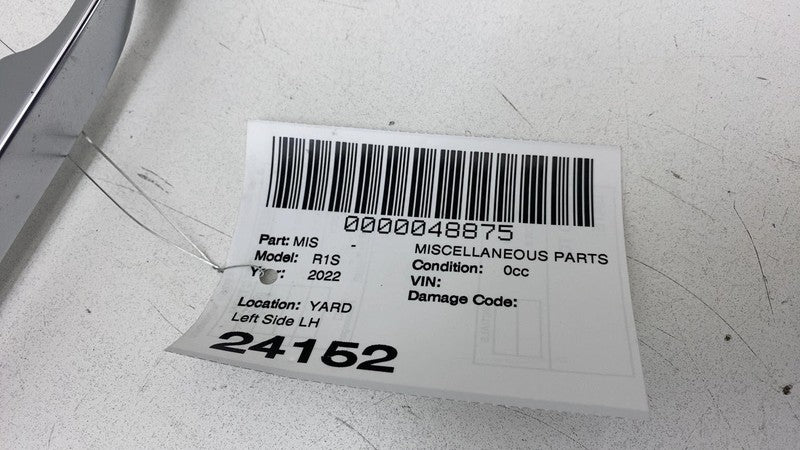 0000048875
Part: MIS - MISCELLANEOUS PARTS
Model: R1S Condition: 0cc
Year: 2022 VIN:
Damage Code:
Location: YARD
Left Side LH
24152